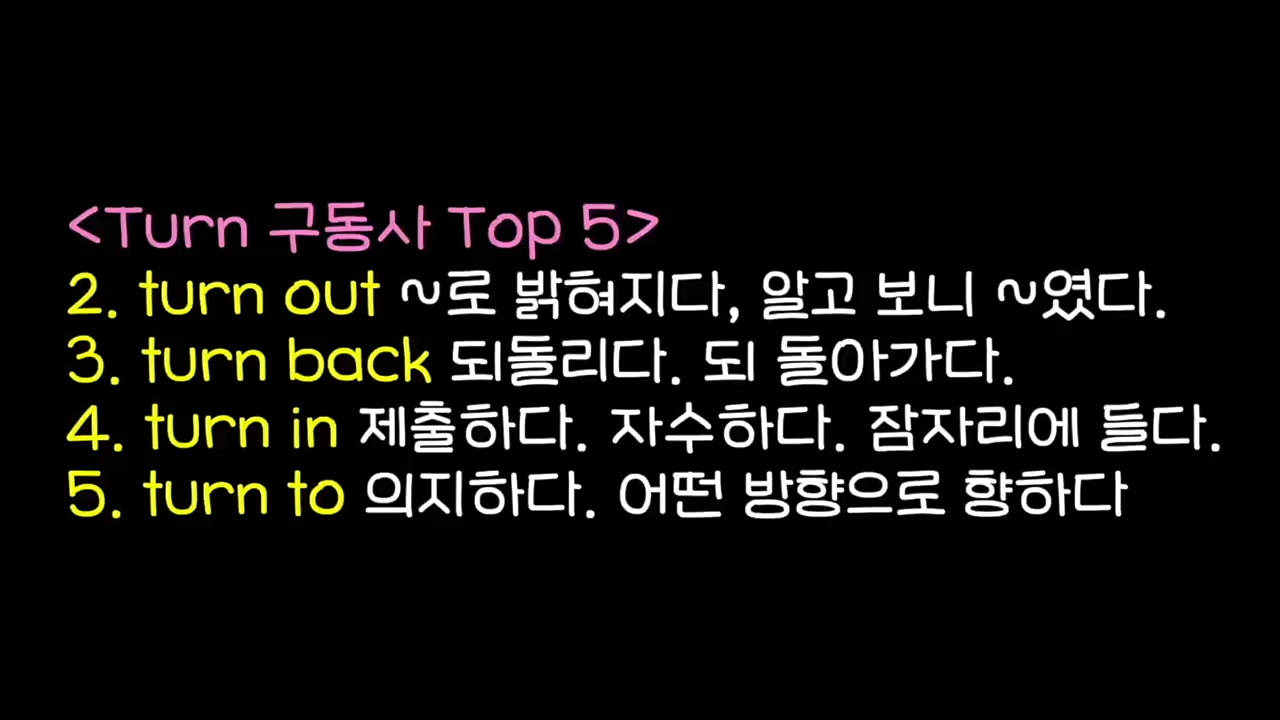 <Turn 구동사 Top 5>
2. turn out ~로 밝혀지다, 알고 보니 ~였다.
3. turn back 되돌리다. 되 돌아가다.
4. turn in 제출하다. 자수하다. 잠자리에 들다.
5. turn to 의지하다. 어떤 방향으로 향하다